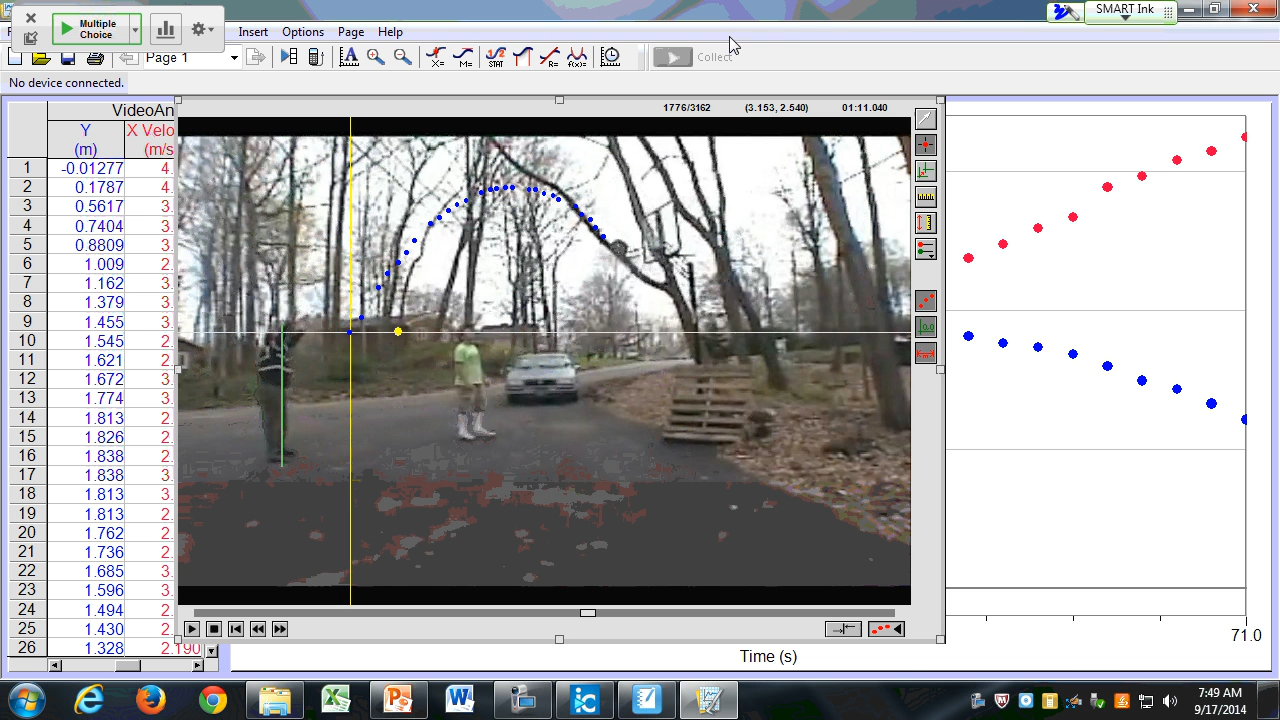 SMART Ink
Multiple
Choice
Insert Options Page Help
Page 1
X=
M=
STAT
R=
f(x)=
Collect
No device connected.
VideoAn
Y X Velo
(m) (m/s
1776/3162 (3.153, 2.540) 01:11.040
1 -0.01277 4.
2 0.1787 4.
3 0.5617 3.
4 0.7404 3.
5 0.8809 3.
6 1.009 2.
7 1.162 3.
8 1.379 3.
9 1.455 3.
10 1.545 2.
11 1.621 2.
12 1.672 3.
13 1.774 3.
14 1.813 2.
15 1.826 2.
16 1.838 2.
17 1.838 3.
18 1.813 2.
19 1.813 2.
20 1.762 2.
21 1.736 2.
22 1.685 3.
23 1.596 3.
24 1.494 2.
25 1.430 2.
26 1.328 2.190
71.0
Time (s)
7:49 AM
9/17/2014